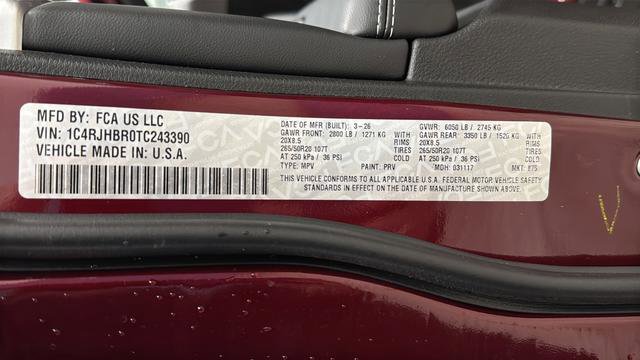 MFD BY: FCA US LLC
VIN: 1C4RJHBR0TC243390
VEHICLE MADE IN: U.S.A.
DATE OF MFR (BUILT): 3-26 GVWR: 6050 LB / 2745 KG
GAWR FRONT: 2800 LB / 1271 KG WITH GAWR REAR: 3350 LB / 1520 KG WITH
20X8.5 RIMS 20X8.5 RIMS
265/50R20 107T TIRES 265/50R20 107T TIRES
AT 250 kPa / 36 PSI COLD AT 250 kPa / 36 PSI COLD
TYPE: MPV PAINT: PRV MDH: 031117 MKT: 875
THIS VEHICLE CONFORMS TO ALL APPLICABLE U.S.A. FEDERAL MOTOR VEHICLE SAFETY
STANDARDS IN EFFECT ON THE DATE OF MANUFACTURE SHOWN ABOVE.
V